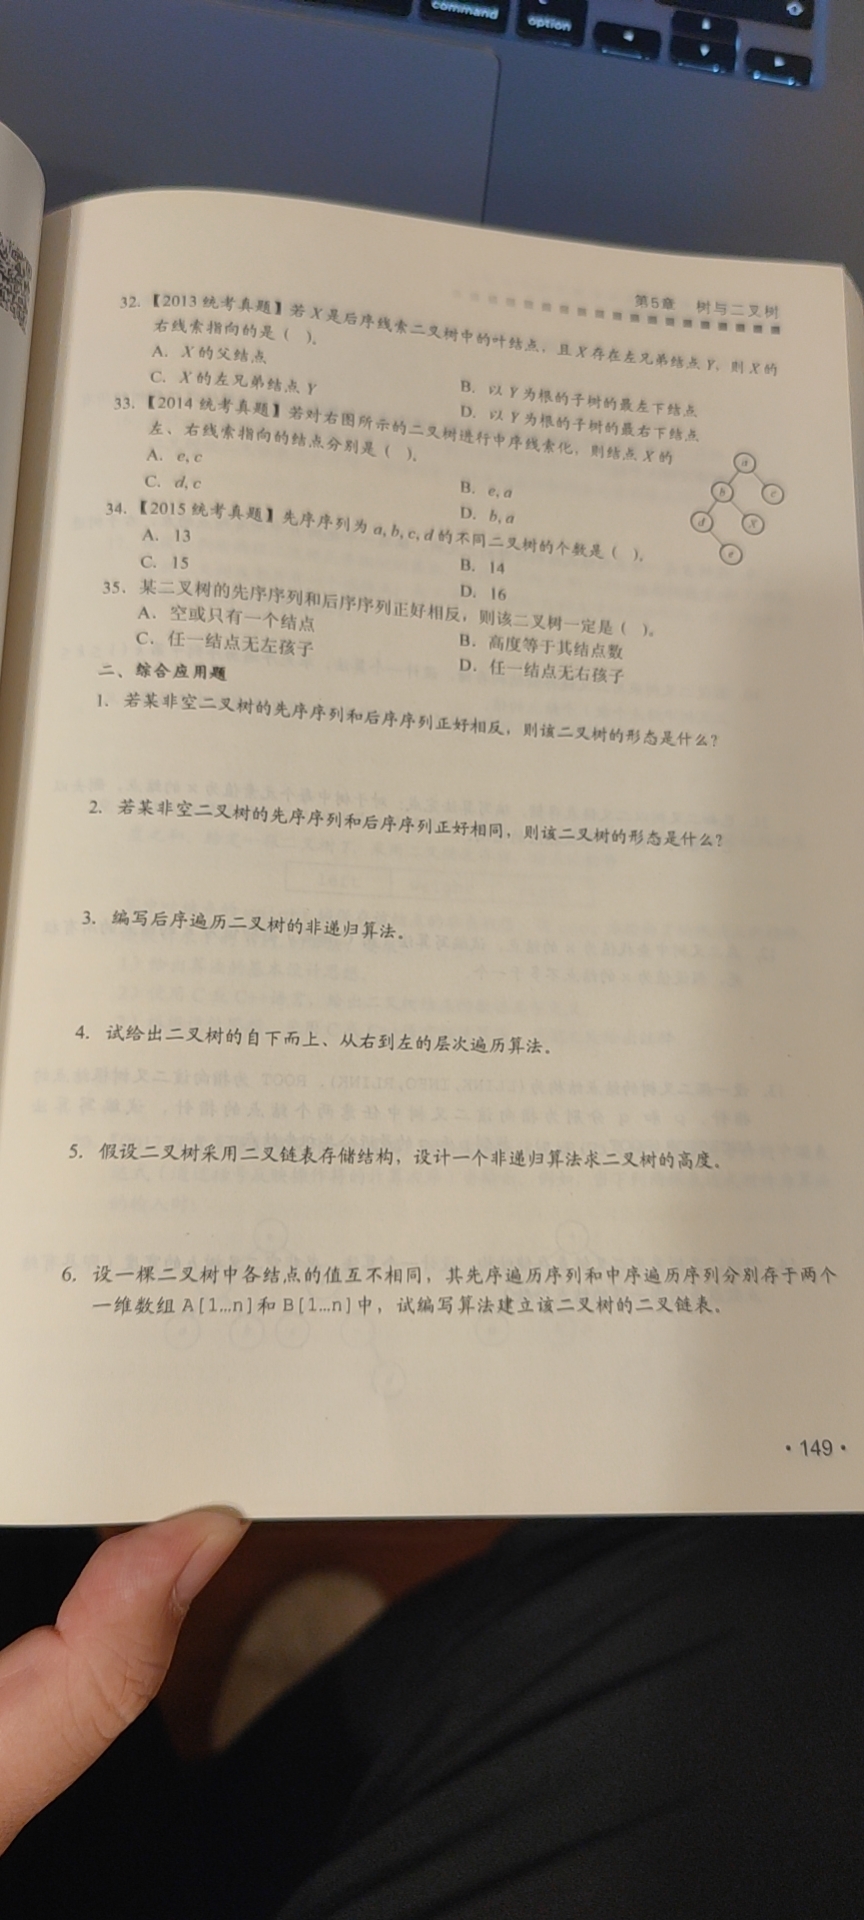 command
option
第5章 树与二叉树
32.【2013统考真题】若X是后序线索二叉树中的叶结点，且X存在左兄弟结点Y，则X的
右线索指向的是（ ）。
A. X的父结点
B. 以Y为根的子树的最左下结点
C. X的左兄弟结点Y
D. 以Y为根的子树的最右下结点
33.【2014统考真题】若对右图所示的二叉树进行中序线索化，则结点X的
左、右线索指向的结点分别是（ ）。
A. e,c
B. e,a
C. d,c
D. b,a
a
b
c
d
X
e
34.【2015统考真题】先序序列为a,b,c,d的不同二叉树的个数是（ ）。
A. 13
B. 14
C. 15
D. 16
35. 某二叉树的先序序列和后序序列正好相反，则该二叉树一定是（ ）。
A. 空或只有一个结点
B. 高度等于其结点数
C. 任一结点无左孩子
D. 任一结点无右孩子
二、综合应用题
1. 若某非空二叉树的先序序列和后序序列正好相反，则该二叉树的形态是什么？
2. 若某非空二叉树的先序序列和后序序列正好相同，则该二叉树的形态是什么？
3. 编写后序遍历二叉树的非递归算法。
4. 试给出二叉树的自下而上、从右到左的层次遍历算法。
5. 假设二叉树采用二叉链表存储结构，设计一个非递归算法求二叉树的高度。
6. 设一棵二叉树中各结点的值互不相同，其先序遍历序列和中序遍历序列分别存于两个
一维数组A[1…n]和B[1…n]中，试编写算法建立该二叉树的二叉链表。
·149·